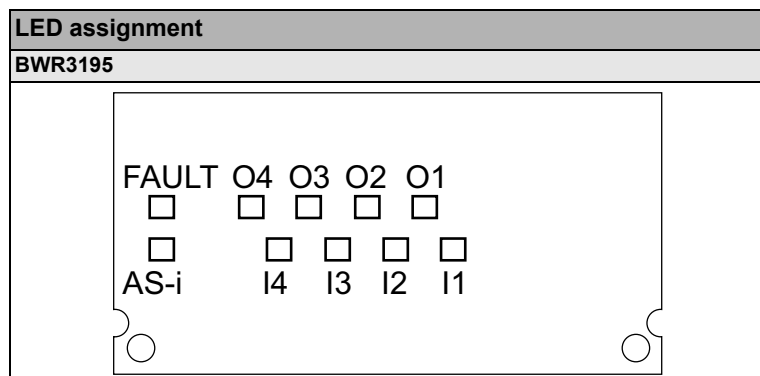 LED assignment
BWR3195
FAULT O4 O3 O2 O1
AS-i I4 I3 I2 I1